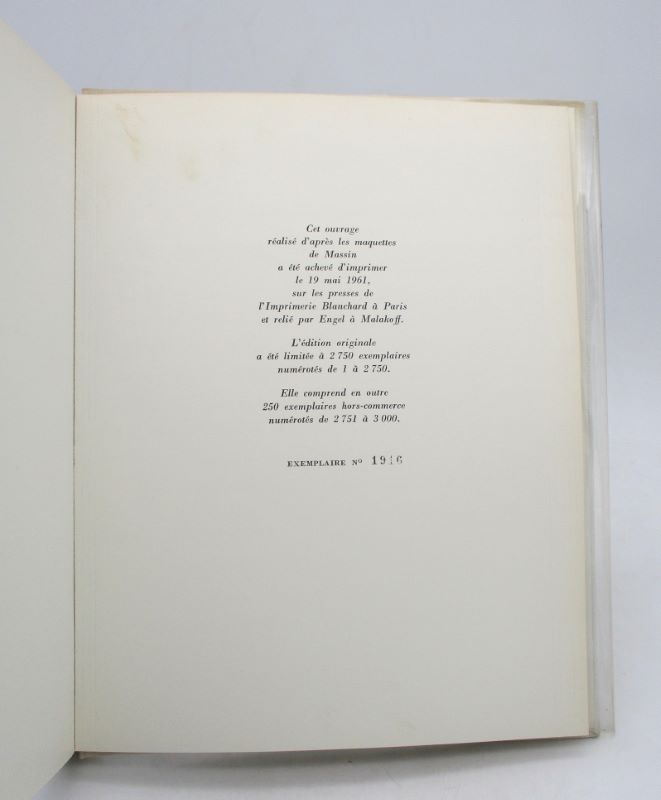 Cet ouvrage
réalisé d'après les maquettes
de Massin
a été achevé d'imprimer
le 19 mai 1961,
sur les presses de
l'Imprimerie Blanchard à Paris
et relié par Engel à Malakoff.
L'édition originale
a été limitée à 2 750 exemplaires
numérotés de 1 à 2 750.
Elle comprend en outre
250 exemplaires hors-commerce
numérotés de 2 751 à 3 000.
EXEMPLAIRE Nº